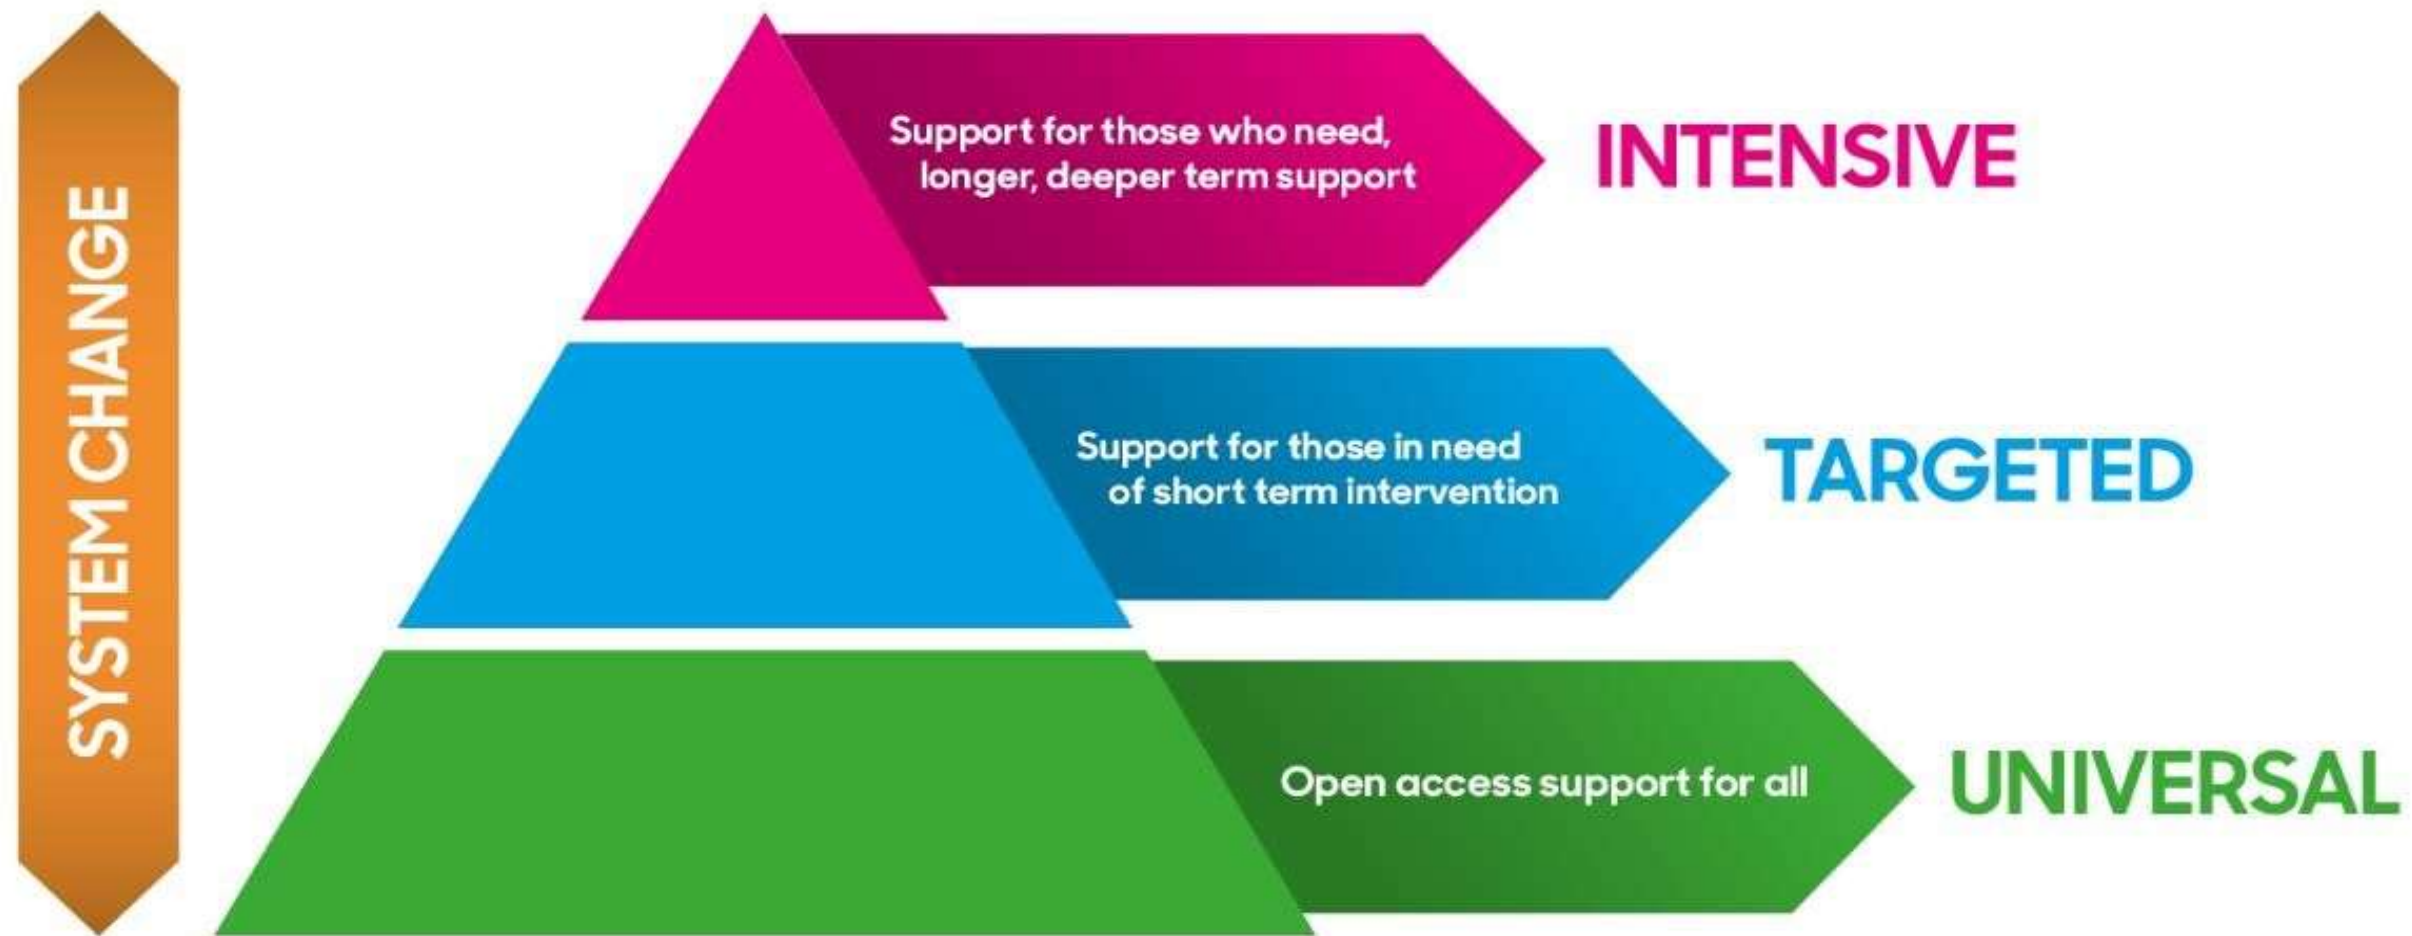 SYSTEM CHANGE
Support for those who need,
longer, deeper term support
INTENSIVE
Support for those in need
of short term intervention
TARGETED
Open access support for all
UNIVERSAL